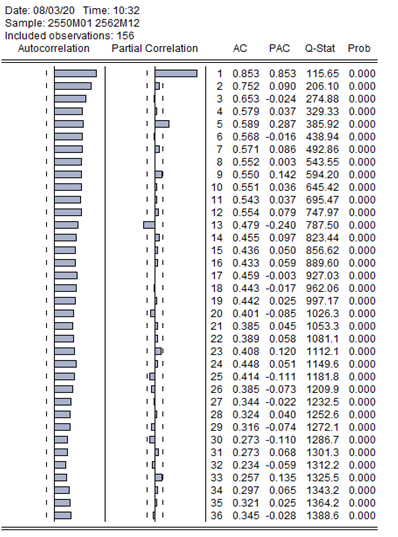 Date: 08/03/20 Time: 10:32
Sample: 2550M01 2562M12
Included observations: 156
Autocorrelation Partial Correlation AC PAC Q-Stat Prob
1 0.853 0.853 115.65 0.000
2 0.752 0.090 206.10 0.000
3 0.653 -0.024 274.88 0.000
4 0.579 0.037 329.33 0.000
5 0.589 0.287 385.92 0.000
6 0.568 -0.016 438.94 0.000
7 0.571 0.086 492.86 0.000
8 0.552 0.003 543.55 0.000
9 0.550 0.142 594.20 0.000
10 0.551 0.036 645.42 0.000
11 0.543 0.037 695.47 0.000
12 0.554 0.079 747.97 0.000
13 0.479 -0.240 787.50 0.000
14 0.455 0.097 823.44 0.000
15 0.436 0.050 856.62 0.000
16 0.433 0.059 889.60 0.000
17 0.459 -0.003 927.03 0.000
18 0.443 -0.017 962.06 0.000
19 0.442 0.025 997.17 0.000
20 0.401 -0.085 1026.3 0.000
21 0.385 0.045 1053.3 0.000
22 0.389 0.058 1081.1 0.000
23 0.408 0.120 1112.1 0.000
24 0.448 0.051 1149.6 0.000
25 0.414 -0.111 1181.8 0.000
26 0.385 -0.073 1209.9 0.000
27 0.344 -0.022 1232.5 0.000
28 0.324 0.040 1252.6 0.000
29 0.316 -0.074 1272.1 0.000
30 0.273 -0.110 1286.7 0.000
31 0.273 0.068 1301.3 0.000
32 0.234 -0.059 1312.2 0.000
33 0.257 0.135 1325.5 0.000
34 0.297 0.065 1343.2 0.000
35 0.321 0.025 1364.2 0.000
36 0.345 -0.028 1388.6 0.000